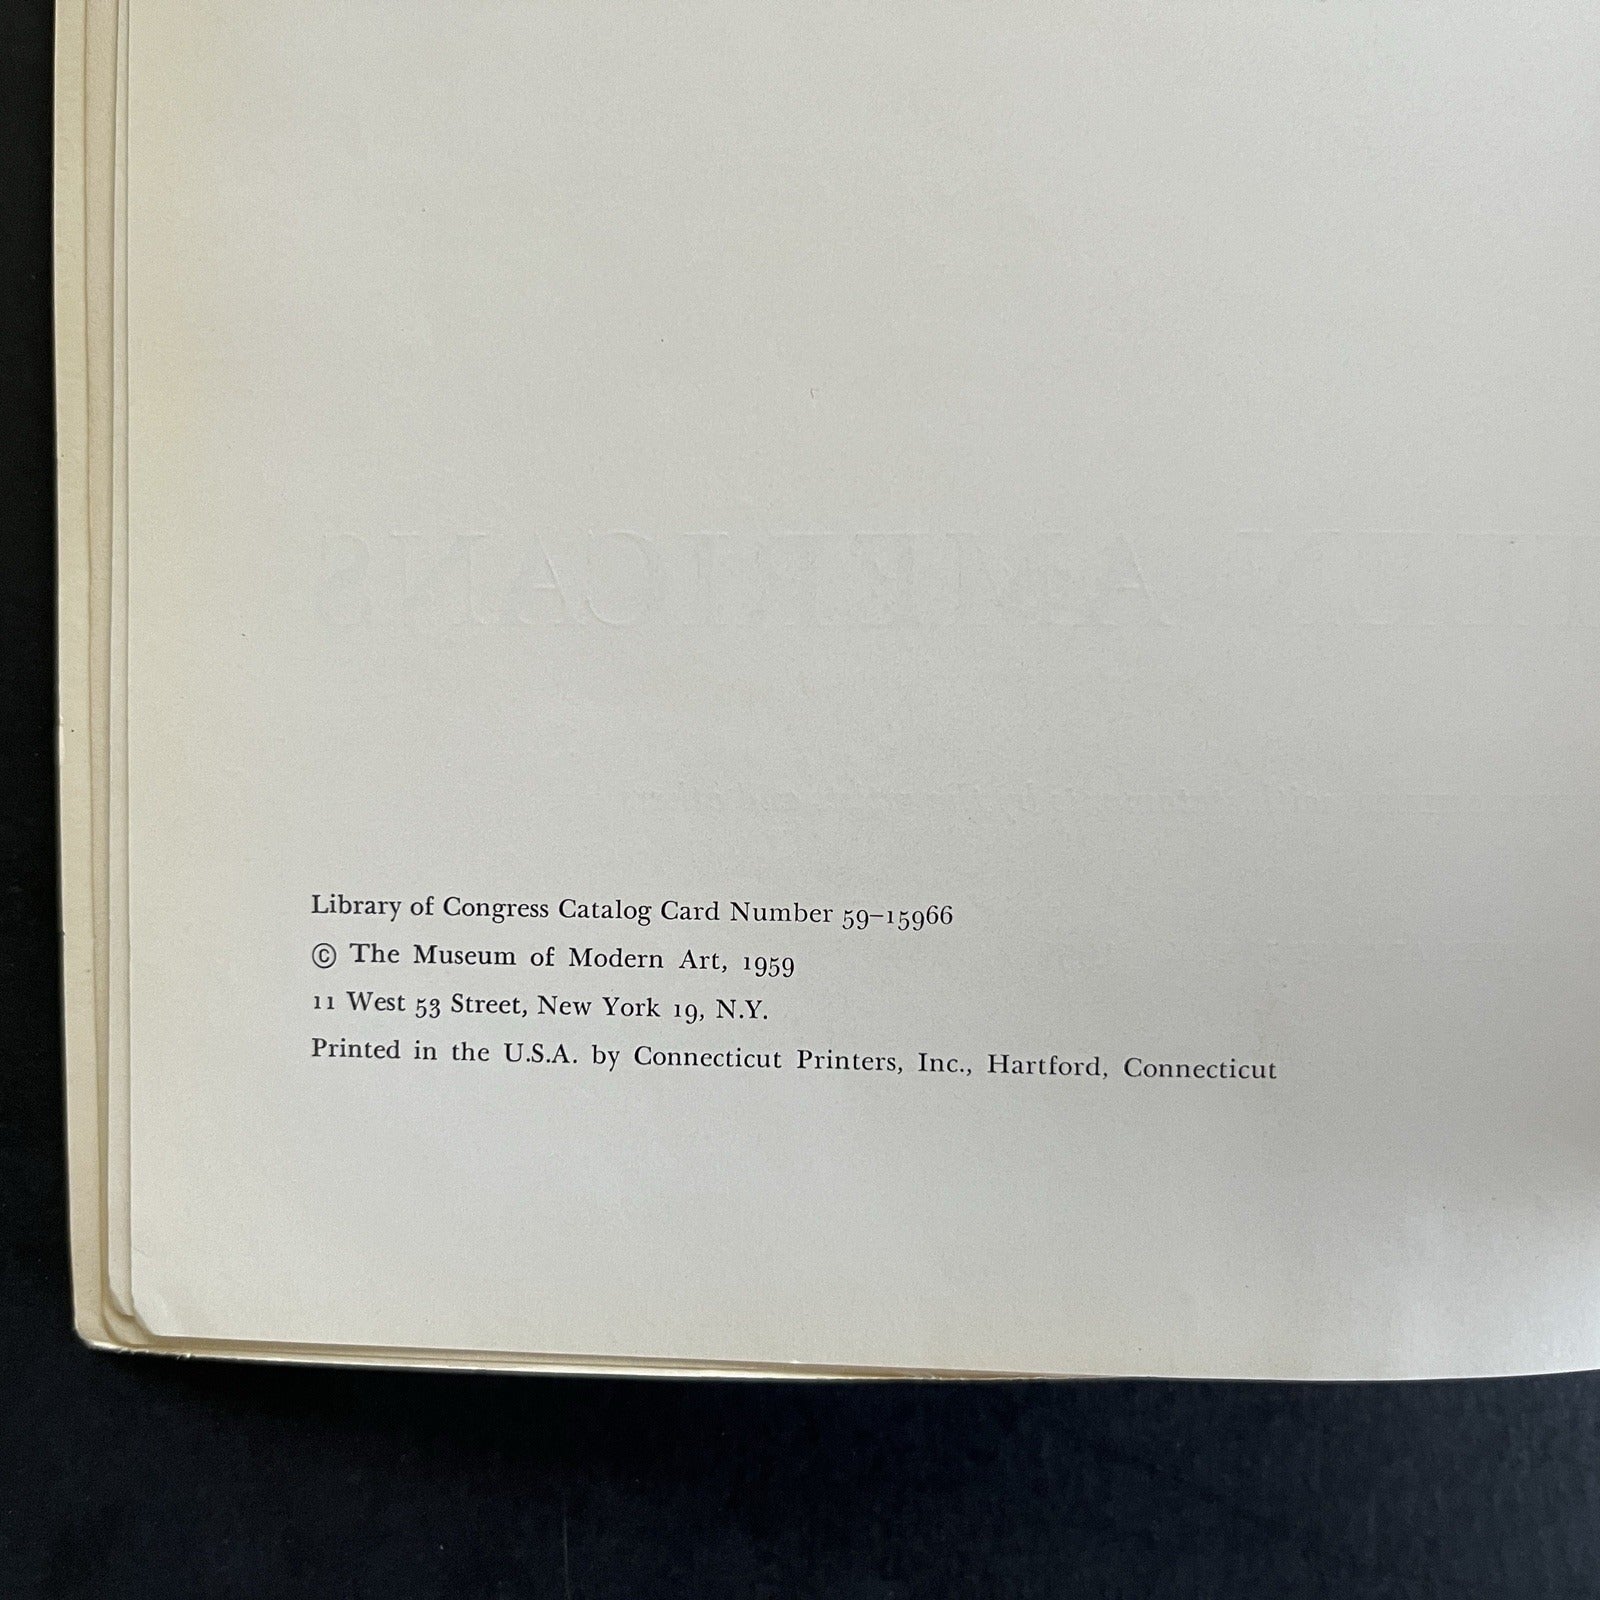 Library of Congress Catalog Card Number 59–15966
© The Museum of Modern Art, 1959
11 West 53 Street, New York 19, N.Y.
Printed in the U.S.A. by Connecticut Printers, Inc., Hartford, Connecticut